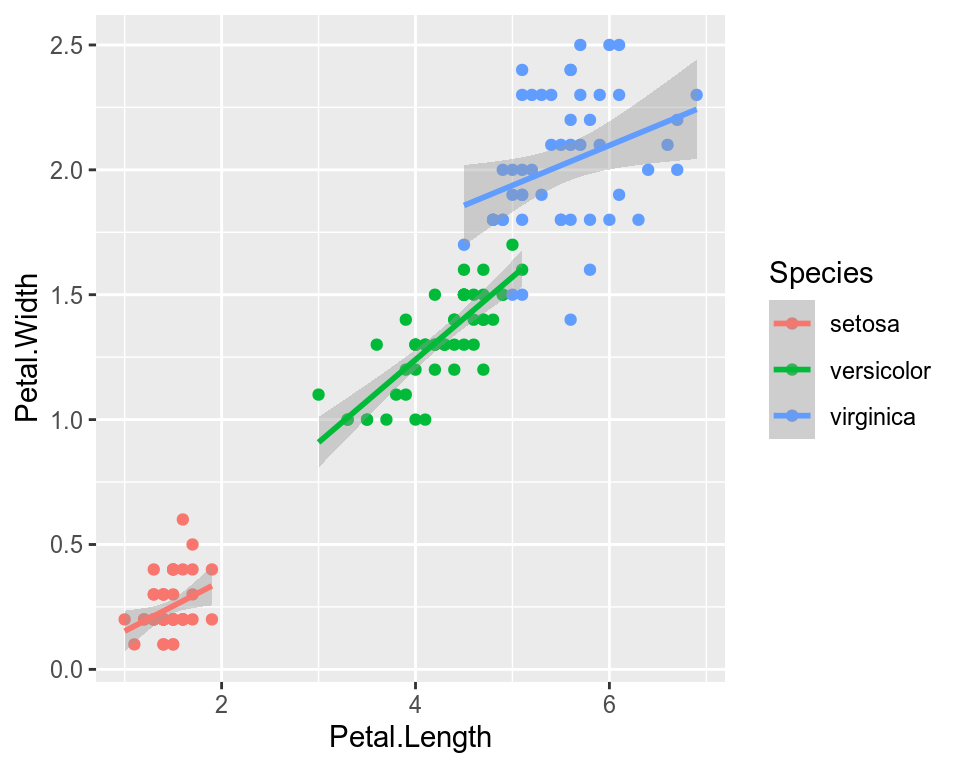 2.5
2.0
1.5
1.0
0.5
0.0
Petal.Width
2 4 6
Petal.Length
Species
setosa
versicolor
virginica